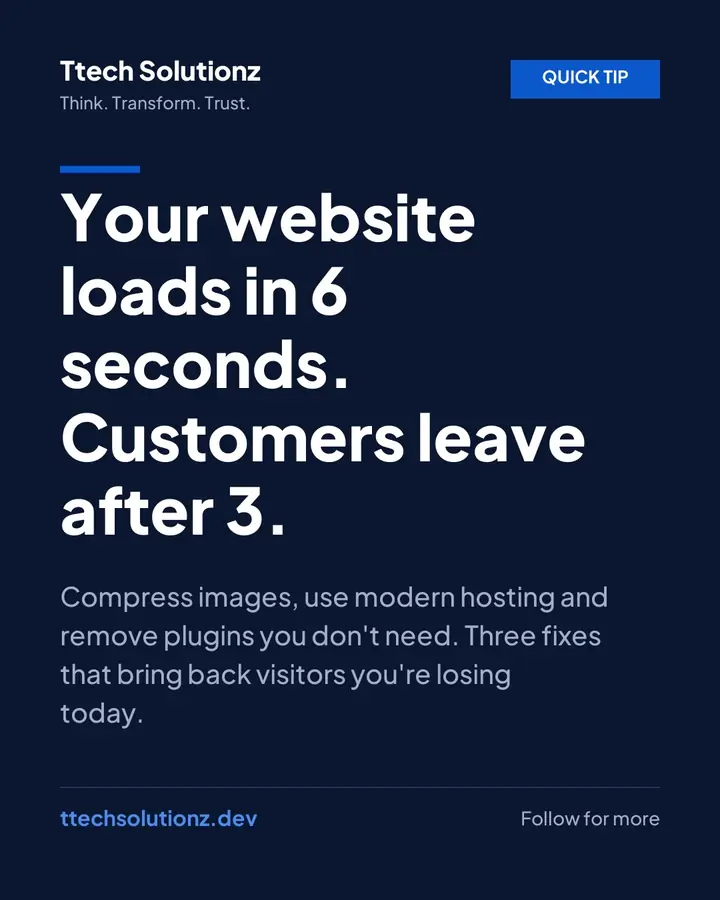 Ttech Solutionz
Think. Transform. Trust.
QUICK TIP
Your website
loads in 6
seconds.
Customers leave
after 3.
Compress images, use modern hosting and
remove plugins you don't need. Three fixes
that bring back visitors you're losing
today.
ttechsolutionz.dev
Follow for more